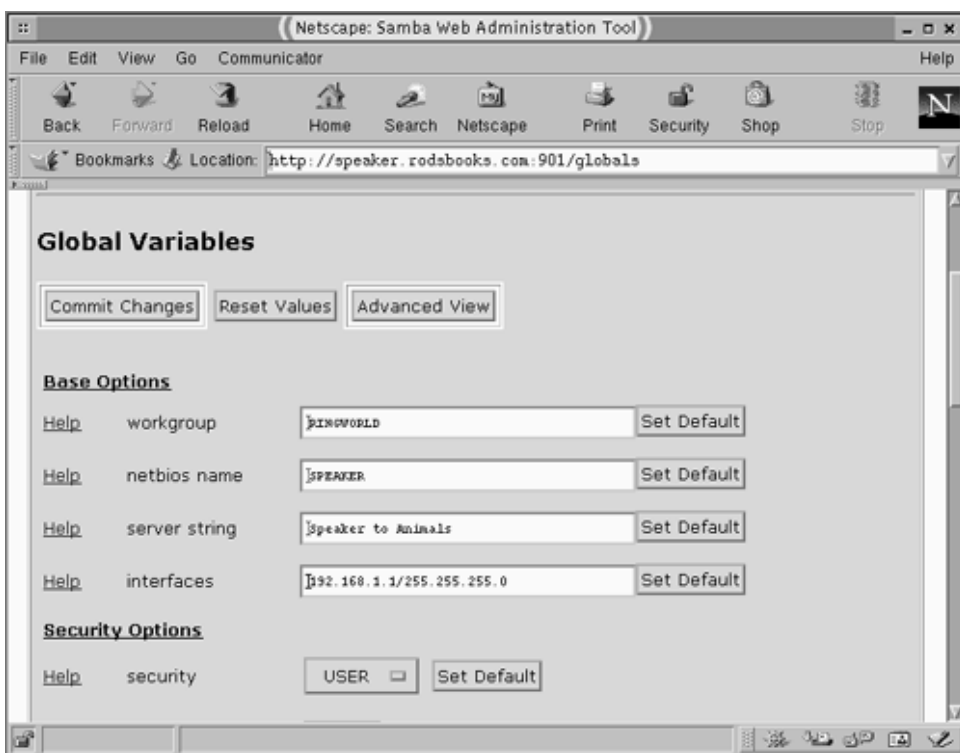 Netscape: Samba Web Administration Tool
File Edit View Go Communicator Help
Back Forward Reload Home Search Netscape Print Security Shop Stop
My
N
Bookmarks Location: http://speaker.rodsbooks.com:901/globals
Global Variables
Commit Changes Reset Values Advanced View
Base Options
Help workgroup RINGWORLD Set Default
Help netbios name SPEAKER Set Default
Help server string Speaker to Animals Set Default
Help interfaces 192.168.1.1/255.255.255.0 Set Default
Security Options
Help security USER Set Default